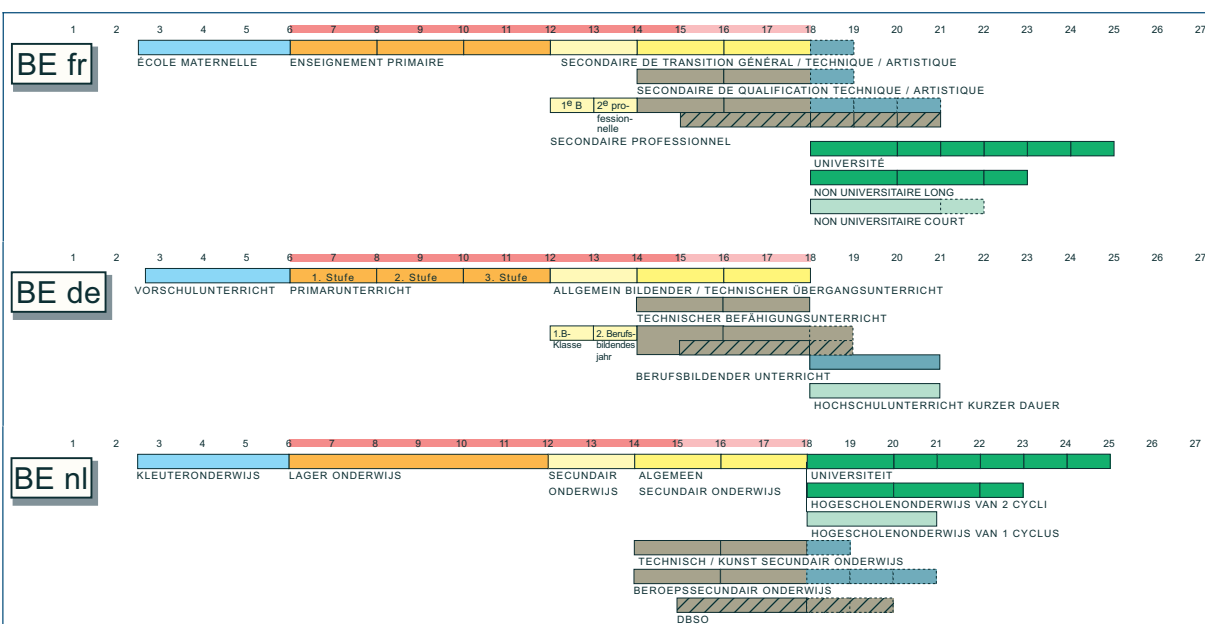 1 2 3 4 5 6 7 8 9 10 11 12 13 14 15 16 17 18 19 20 21 22 23 24 25 26 27
BE fr
ÉCOLE MATERNELLE ENSEIGNEMENT PRIMAIRE SECONDAIRE DE TRANSITION GÉNÉRAL / TECHNIQUE / ARTISTIQUE
SECONDAIRE DE QUALIFICATION TECHNIQUE / ARTISTIQUE
1e B 2e pro-
fession-
nelle
SECONDAIRE PROFESSIONNEL
UNIVERSITÉ
NON UNIVERSITAIRE LONG
NON UNIVERSITAIRE COURT
1 2 3 4 5 6 7 8 9 10 11 12 13 14 15 16 17 18 19 20 21 22 23 24 25 26 27
BE de
1. Stufe 2. Stufe 3. Stufe
VORSCHULUNTERRICHT PRIMARUNTERRICHT ALLGEMEIN BILDENDER / TECHNISCHER ÜBERGANGSUNTERRICHT
TECHNISCHER BEFÄHIGUNGSUNTERRICHT
1.B-
Klasse
2. Berufs-
bildendes
jahr
BERUFSBILDENDER UNTERRICHT
HOCHSCHULUNTERRICHT KURZER DAUER
1 2 3 4 5 6 7 8 9 10 11 12 13 14 15 16 17 18 19 20 21 22 23 24 25 26 27
BE nl
KLEUTERONDERWIJS LAGER ONDERWIJS
SECUNDAIR
ONDERWIJS
ALGEMEEN
SECUNDAIR ONDERWIJS
UNIVERSITEIT
HOGESCHOLENONDERWIJS VAN 2 CYCLI
HOGESCHOLENONDERWIJS VAN 1 CYCLUS
TECHNISCH / KUNST SECUNDAIR ONDERWIJS
BEROEPSSECUNDAIR ONDERWIJS
DBSO